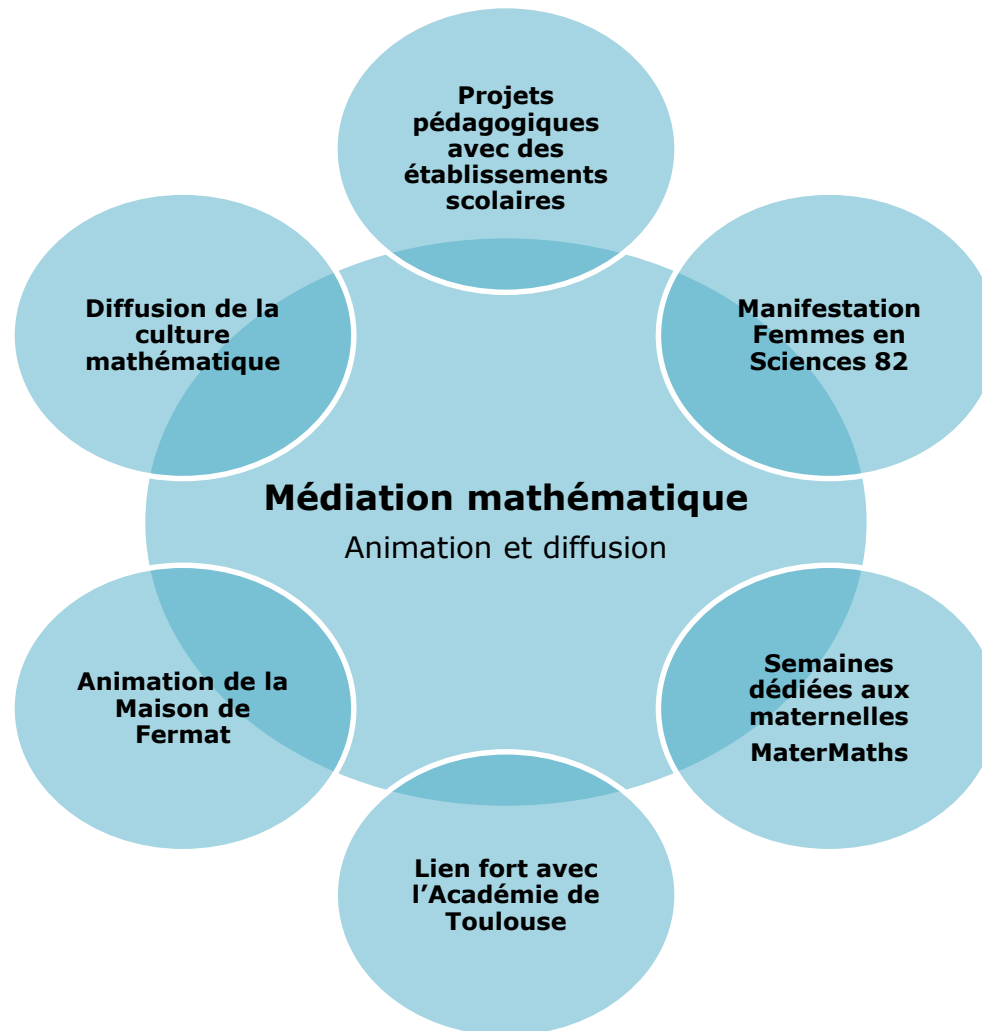 Projets
pédagogiques
avec des
établissements
scolaires
Diffusion de la
culture
mathématique
Manifestation
Femmes en
Sciences 82
Médiation mathématique
Animation et diffusion
Animation de la
Maison de
Fermat
Semaines
dédiées aux
maternelles
MaterMaths
Lien fort avec
l’Académie de
Toulouse